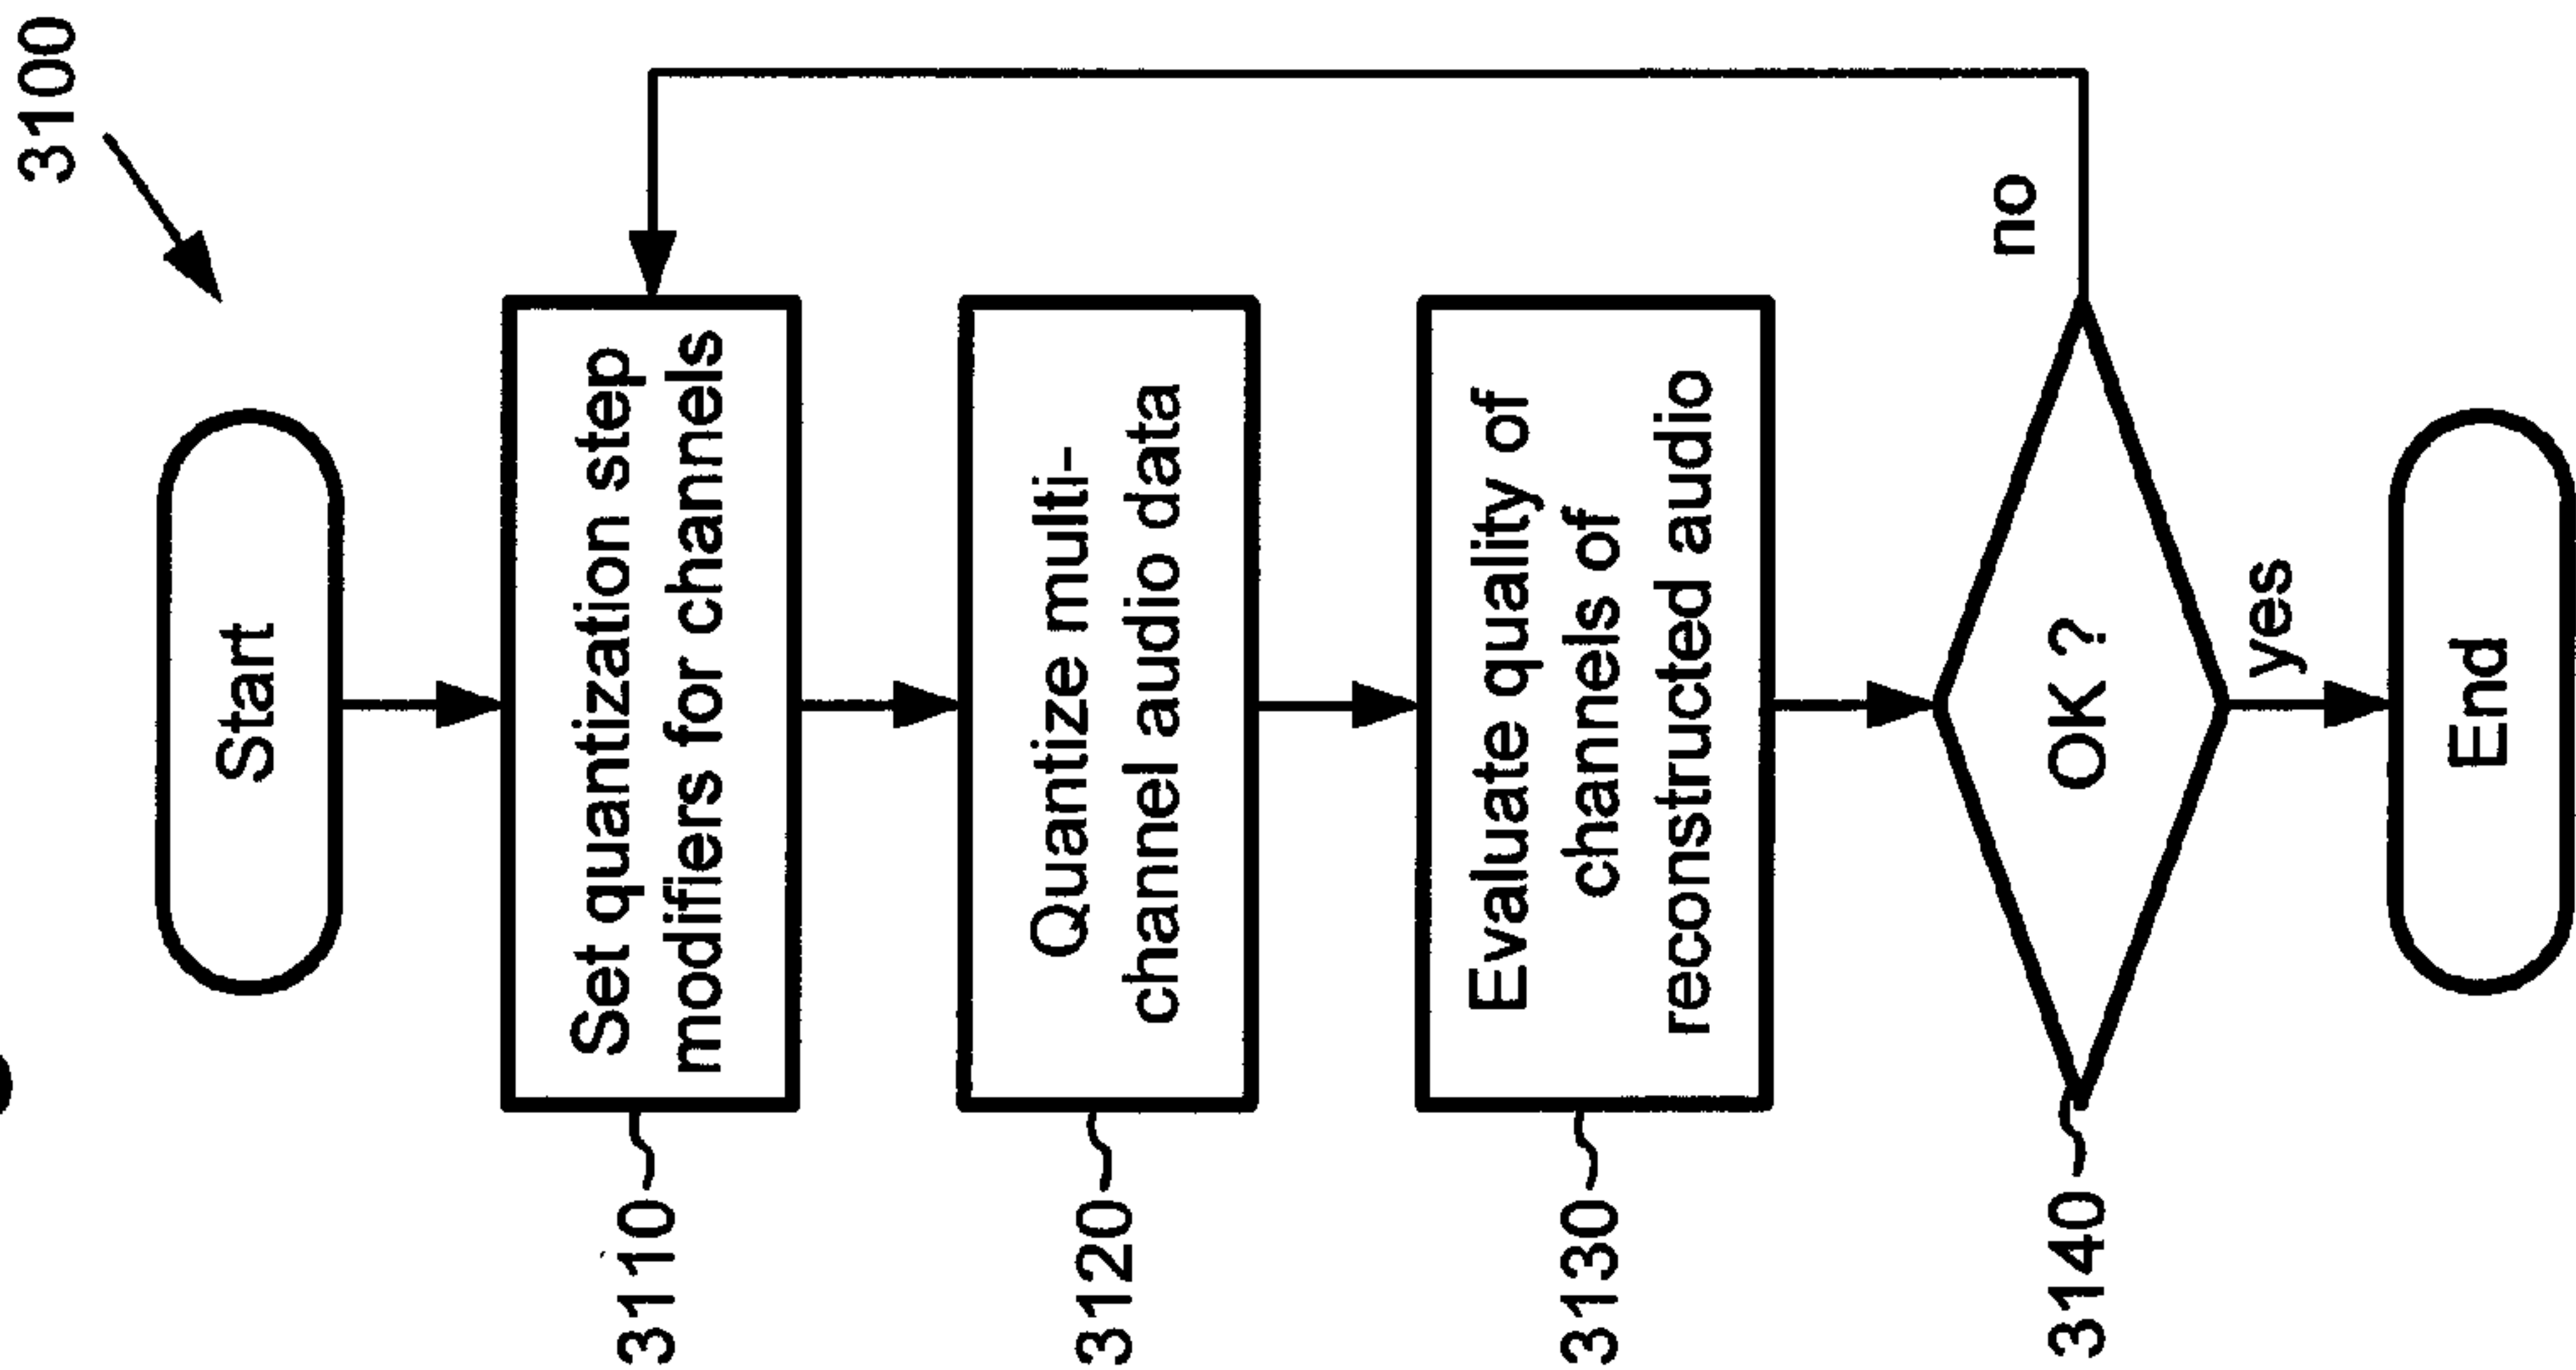 3100
Start
Set quantization step
modifiers for channels
3110
Quantize multi-
channel audio data
3120
Evaluate quality of
channels of
reconstructed audio
3130
OK ?
no
3140
yes
End